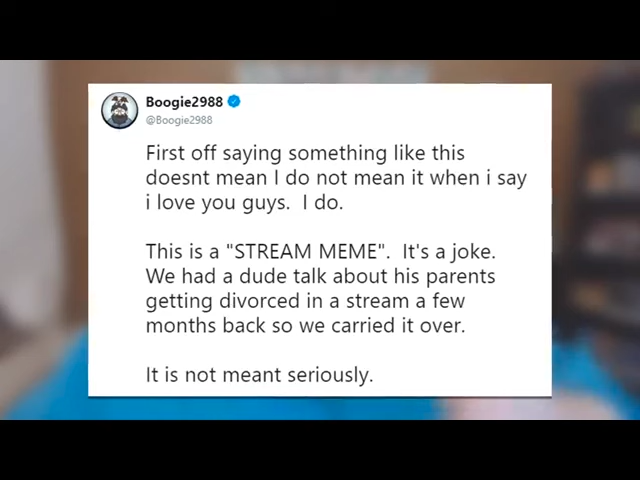 Boogie2988
@Boogie2988
First off saying something like this
doesnt mean I do not mean it when i say
i love you guys. I do.
This is a "STREAM MEME". It's a joke.
We had a dude talk about his parents
getting divorced in a stream a few
months back so we carried it over.
It is not meant seriously.